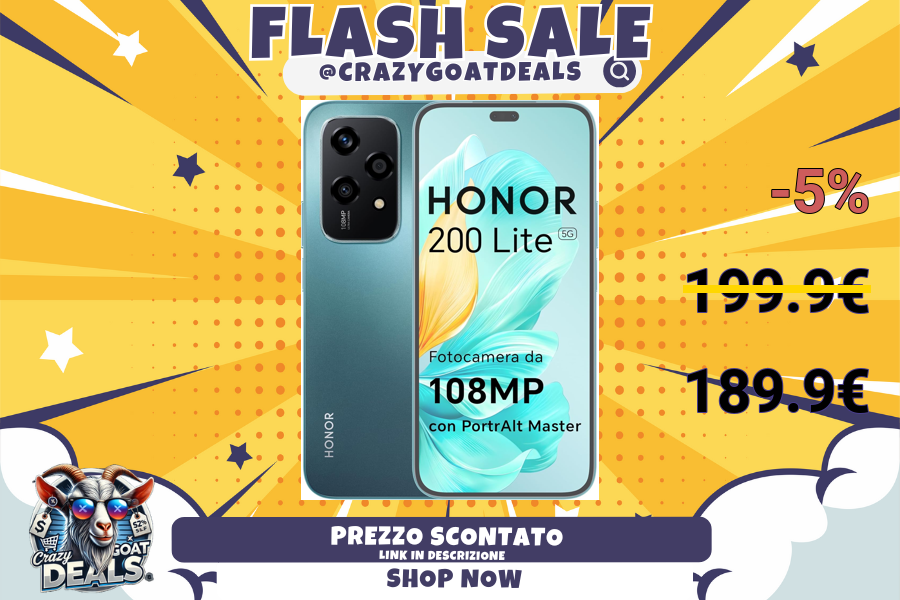 FLASH SALE
@CRAZYGOATDEALS
-5%
199.9€
189.9€
108MP
HONOR
HONOR
200 Lite 5G
Fotocamera da
108MP
con PortrAIt Master
$
52%
Crazy
GOAT
DEALS
PREZZO SCONTATO
LINK IN DESCRIZIONE
SHOP NOW